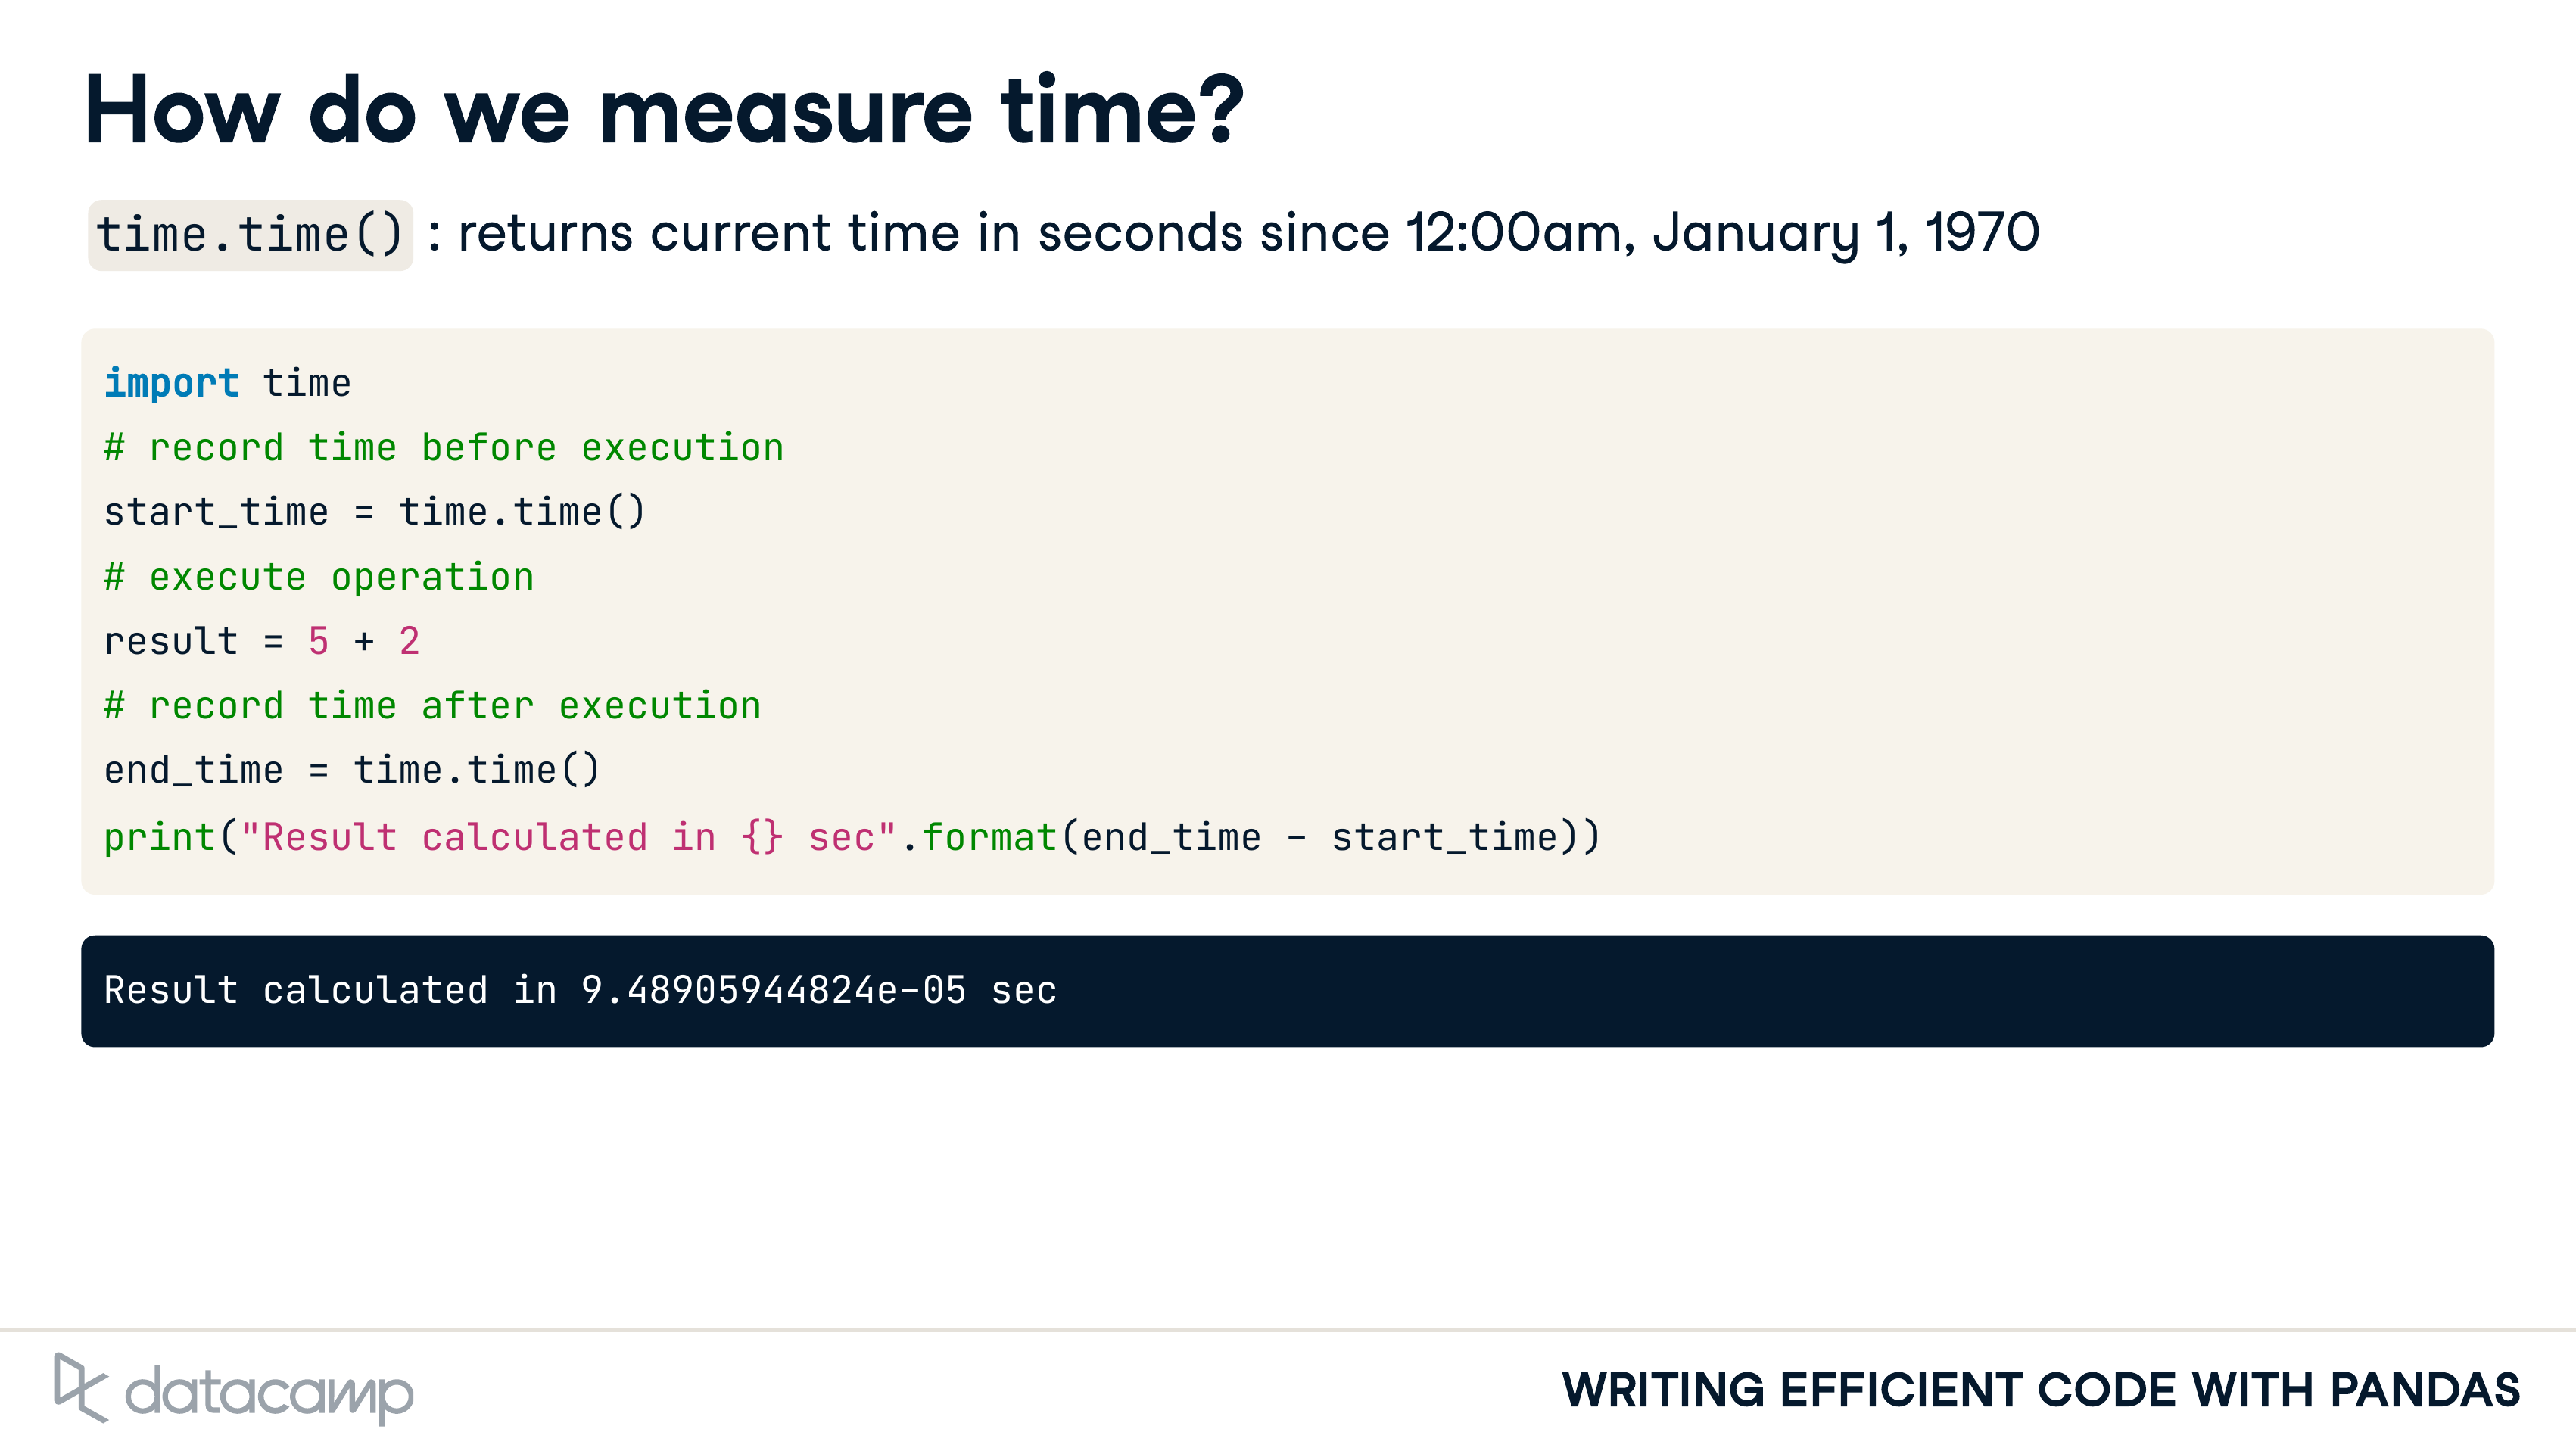 How do we measure time?
time.time() : returns current time in seconds since 12:00am, January 1, 1970
import time
# record time before execution
start_time = time.time()
# execute operation
result = 5 + 2
# record time after execution
end_time = time.time()
print("Result calculated in {} sec".format(end_time - start_time))
Result calculated in 9.48905944824e-05 sec
datacamp
WRITING EFFICIENT CODE WITH PANDAS